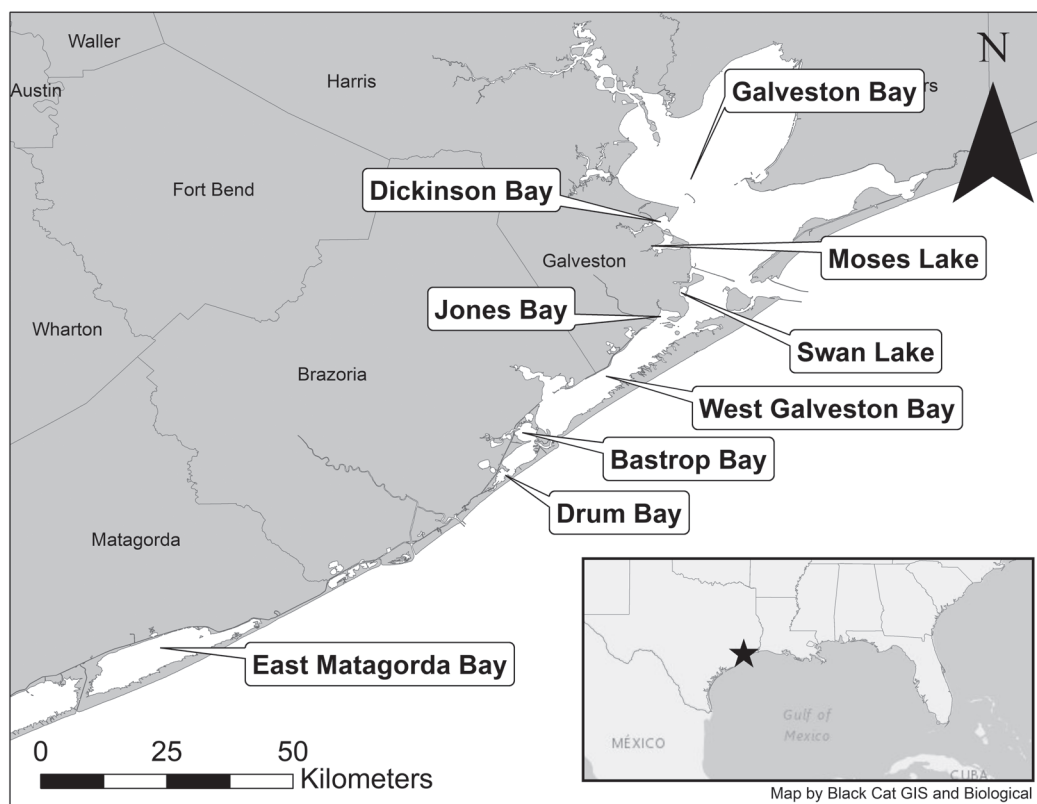 Waller
Harris
N
Austin
Galveston Bay
rs
Fort Bend
Dickinson Bay
Galveston
Moses Lake
Jones Bay
Wharton
Swan Lake
Brazoria
West Galveston Bay
Bastrop Bay
Drum Bay
Matagorda
East Matagorda Bay
0 25 50
Kilometers
Gulf of
Mexico
MÉXICO
CUBA
Map by Black Cat GIS and Biological